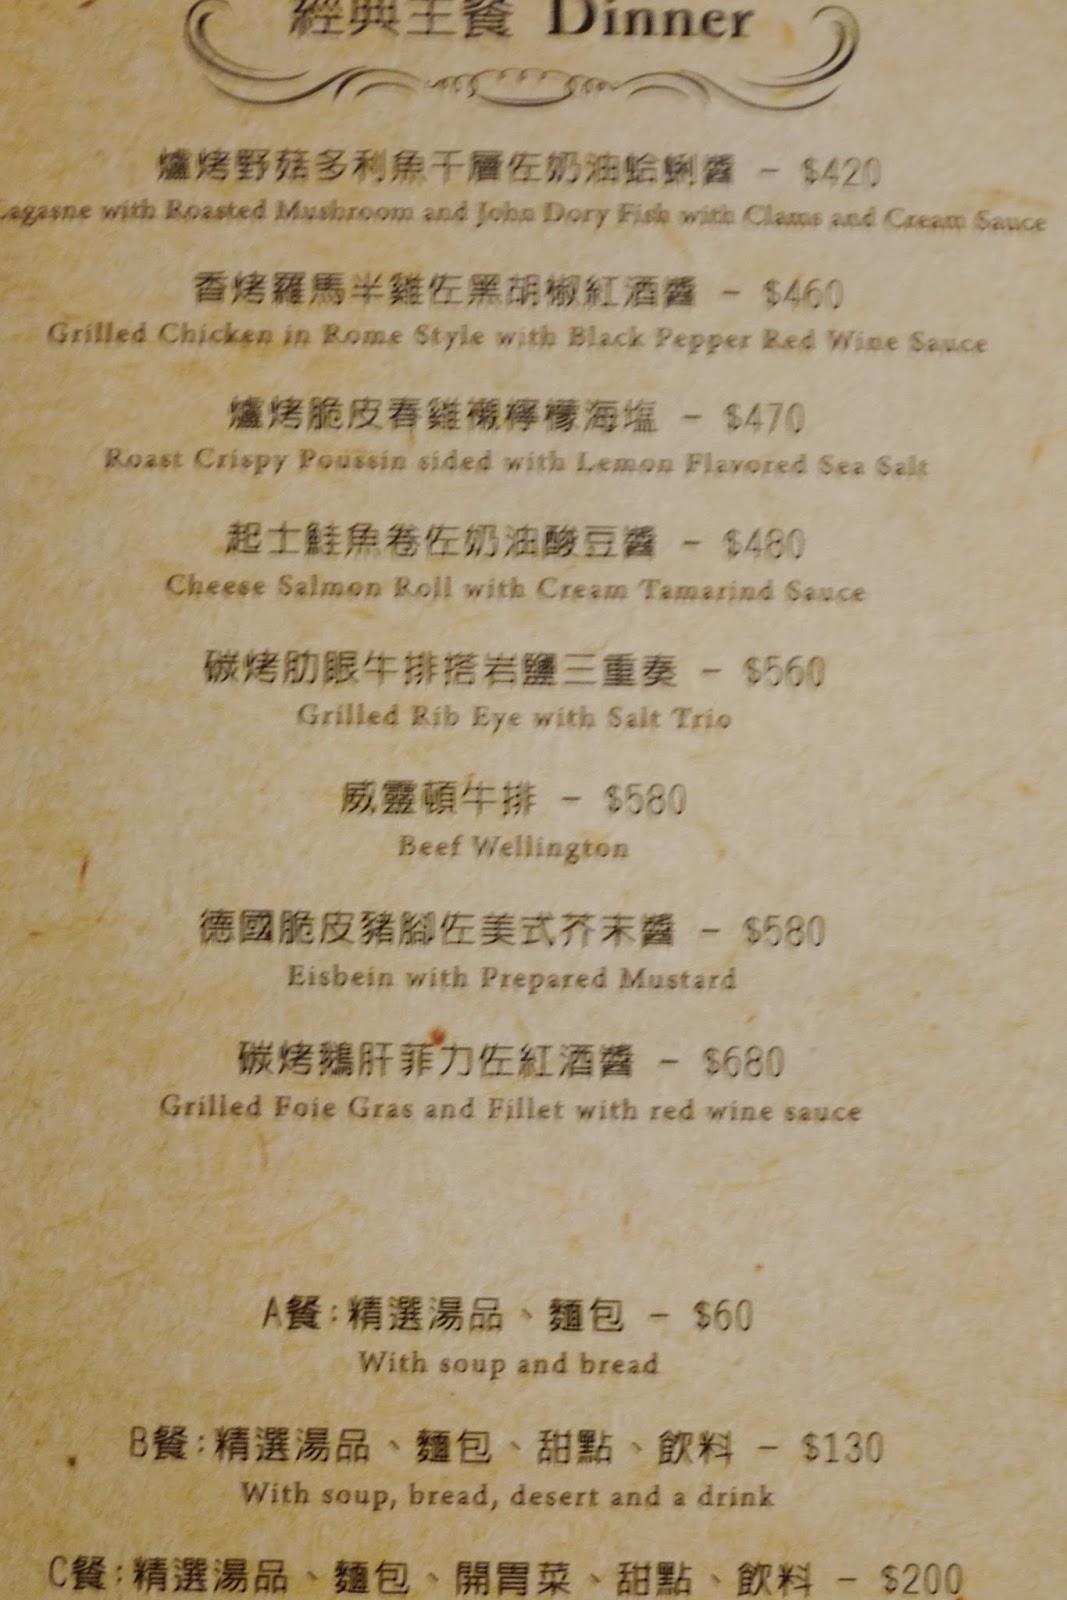 經典主餐 Dinner
爐烤野菇多利魚千層佐奶油蛤蜊醬 - $420
Lagasne with Roasted Mushroom and John Dory Fish with Clams and Cream Sauce
香烤羅馬半雞佐黑胡椒紅酒醬 - $460
Grilled Chicken in Rome Style with Black Pepper Red Wine Sauce
爐烤脆皮春雞襯檸檬海塩 - $470
Roast Crispy Poussin sided with Lemon Flavored Sea Salt
起士鮭魚卷佐奶油酸豆醬 - $480
Cheese Salmon Roll with Cream Tamarind Sauce
碳烤肋眼牛排搭岩鹽三重奏 - $560
Grilled Rib Eye with Salt Trio
威靈頓牛排 - $580
Beef Wellington
德國脆皮豬腳佐美式芥末醬 - $580
Eisbein with Prepared Mustard
碳烤鵝肝菲力佐紅酒醬 - $680
Grilled Foie Gras and Fillet with red wine sauce
A餐:精選湯品、麵包 - $60
With soup and bread
B餐:精選湯品、麵包、甜點、飲料 - $130
With soup, bread, desert and a drink
C餐:精選湯品、麵包、開胃菜、甜點、飲料 - $200